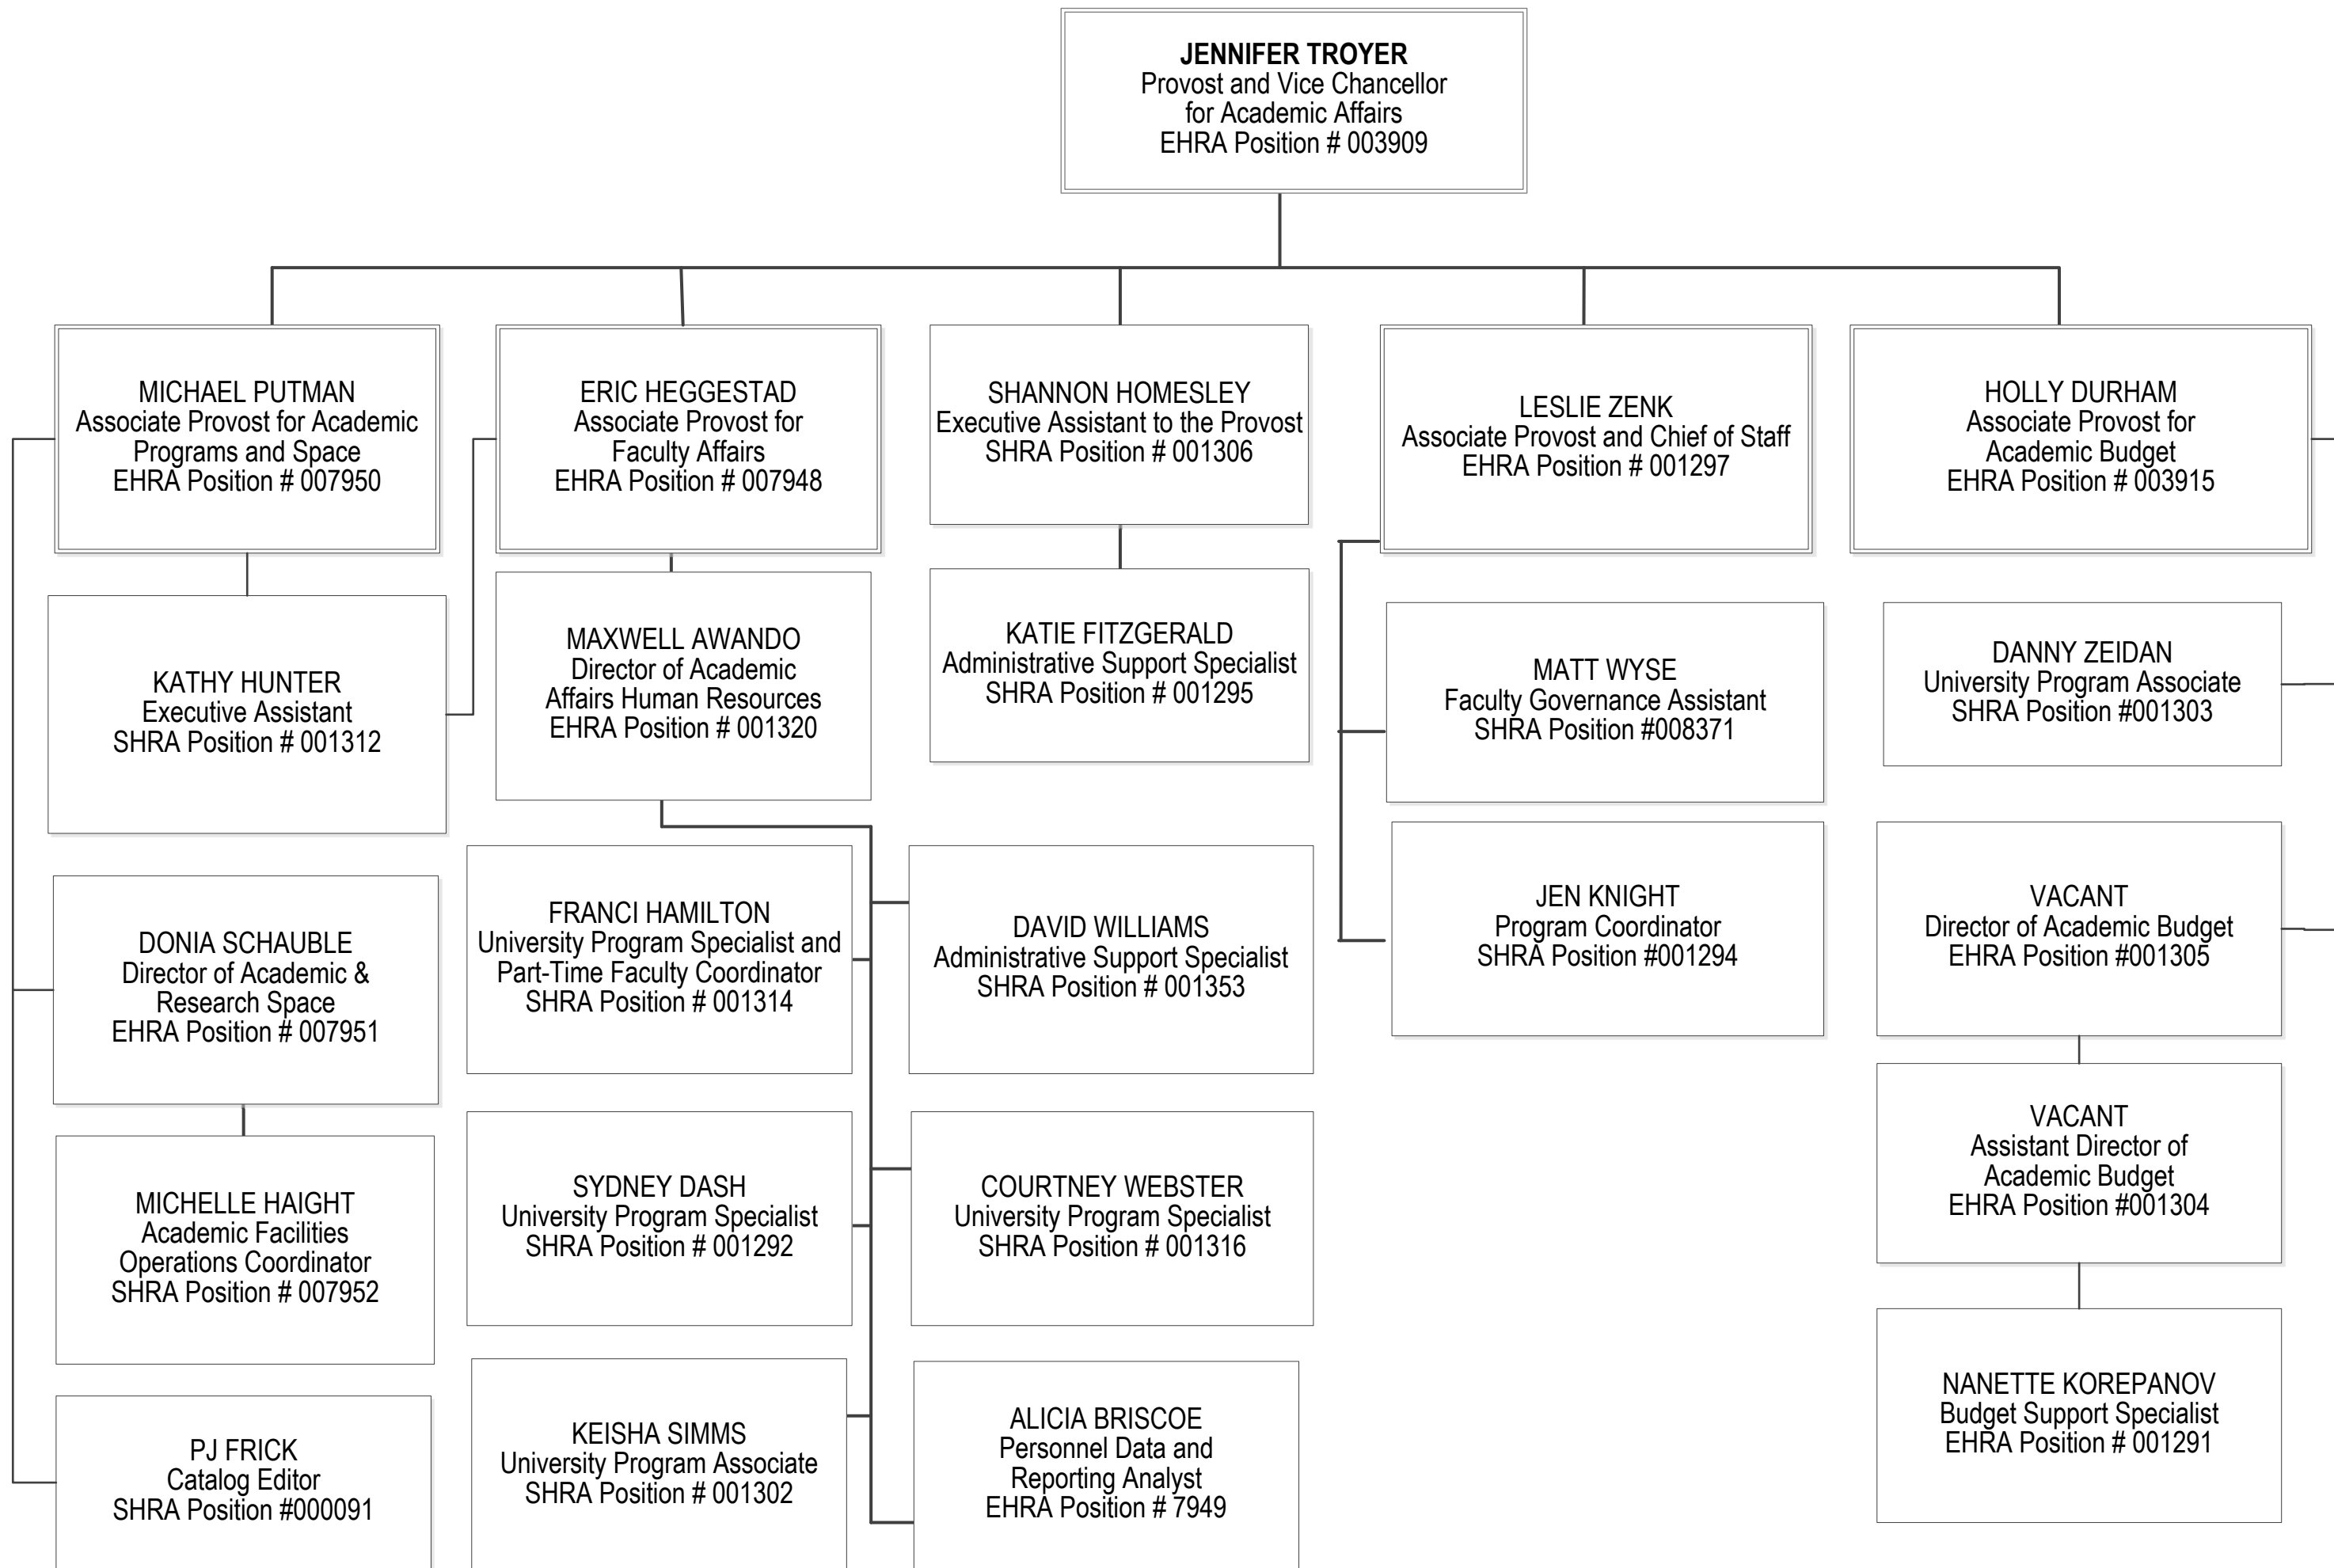 JENNIFER TROYER
Provost and Vice Chancellor
for Academic Affairs
EHRA Position # 003909
MICHAEL PUTMAN
Associate Provost for Academic
Programs and Space
EHRA Position # 007950
ERIC HEGGESTAD
Associate Provost for
Faculty Affairs
EHRA Position # 007948
SHANNON HOMESLEY
Executive Assistant to the Provost
SHRA Position # 001306
LESLIE ZENK
Associate Provost and Chief of Staff
EHRA Position # 001297
HOLLY DURHAM
Associate Provost for
Academic Budget
EHRA Position # 003915
KATHY HUNTER
Executive Assistant
SHRA Position # 001312
MAXWELL AWANDO
Director of Academic
Affairs Human Resources
EHRA Position # 001320
KATIE FITZGERALD
Administrative Support Specialist
SHRA Position # 001295
MATT WYSE
Faculty Governance Assistant
SHRA Position #008371
DANNY ZEIDAN
University Program Associate
SHRA Position #001303
DONIA SCHAUBLE
Director of Academic &
Research Space
EHRA Position # 007951
FRANCI HAMILTON
University Program Specialist and
Part-Time Faculty Coordinator
SHRA Position # 001314
DAVID WILLIAMS
Administrative Support Specialist
SHRA Position # 001353
JEN KNIGHT
Program Coordinator
SHRA Position #001294
VACANT
Director of Academic Budget
EHRA Position #001305
MICHELLE HAIGHT
Academic Facilities
Operations Coordinator
SHRA Position # 007952
SYDNEY DASH
University Program Specialist
SHRA Position # 001292
COURTNEY WEBSTER
University Program Specialist
SHRA Position # 001316
VACANT
Assistant Director of
Academic Budget
EHRA Position #001304
PJ FRICK
Catalog Editor
SHRA Position #000091
KEISHA SIMMS
University Program Associate
SHRA Position # 001302
ALICIA BRISCOE
Personnel Data and
Reporting Analyst
EHRA Position # 7949
NANETTE KOREPANOV
Budget Support Specialist
EHRA Position # 001291